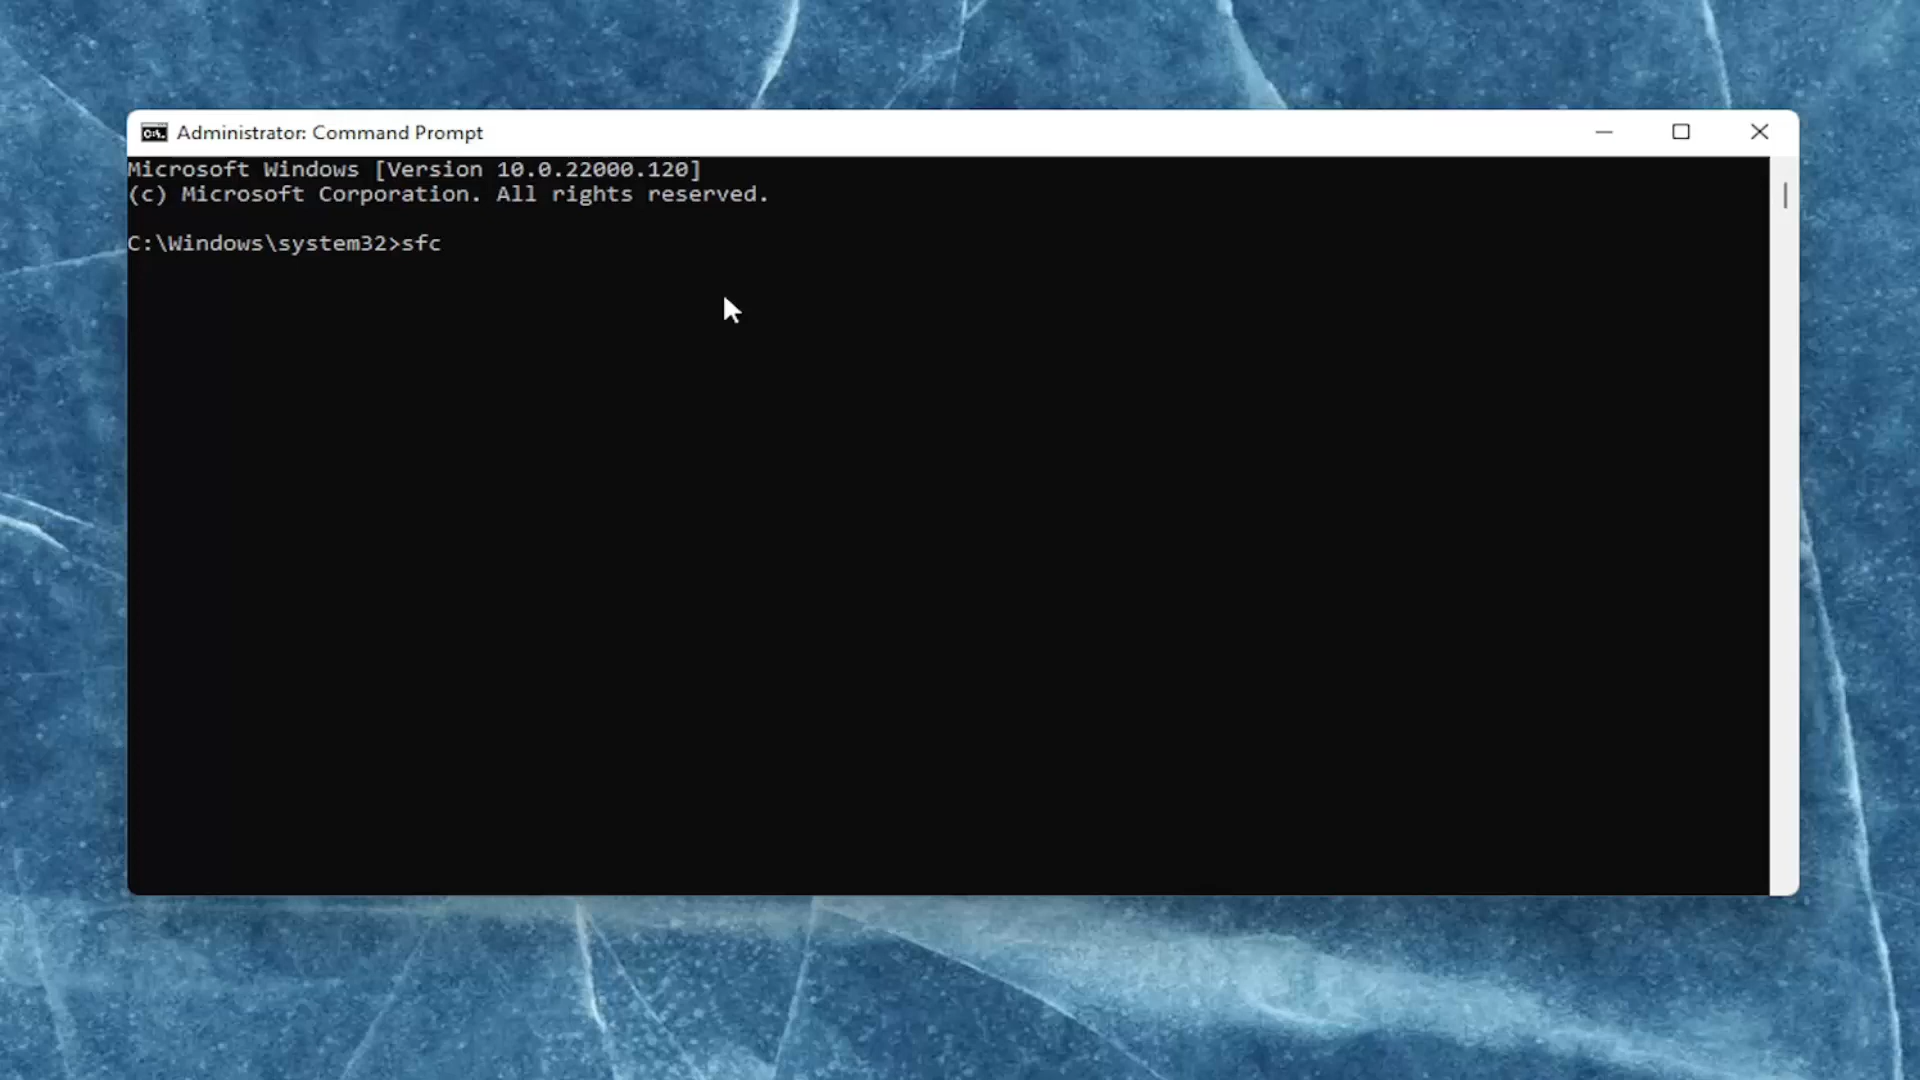 Administrator: Command Prompt
Microsoft Windows [Version 10.0.22000.120]
(c) Microsoft Corporation. All rights reserved.
C:\Windows\system32>sfc